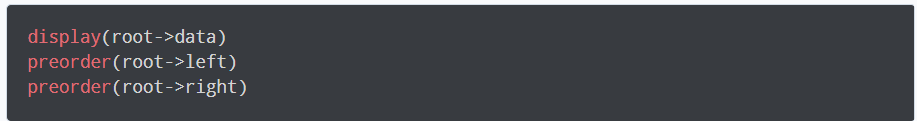 display(root->data)
preorder(root->left)
preorder(root->right)